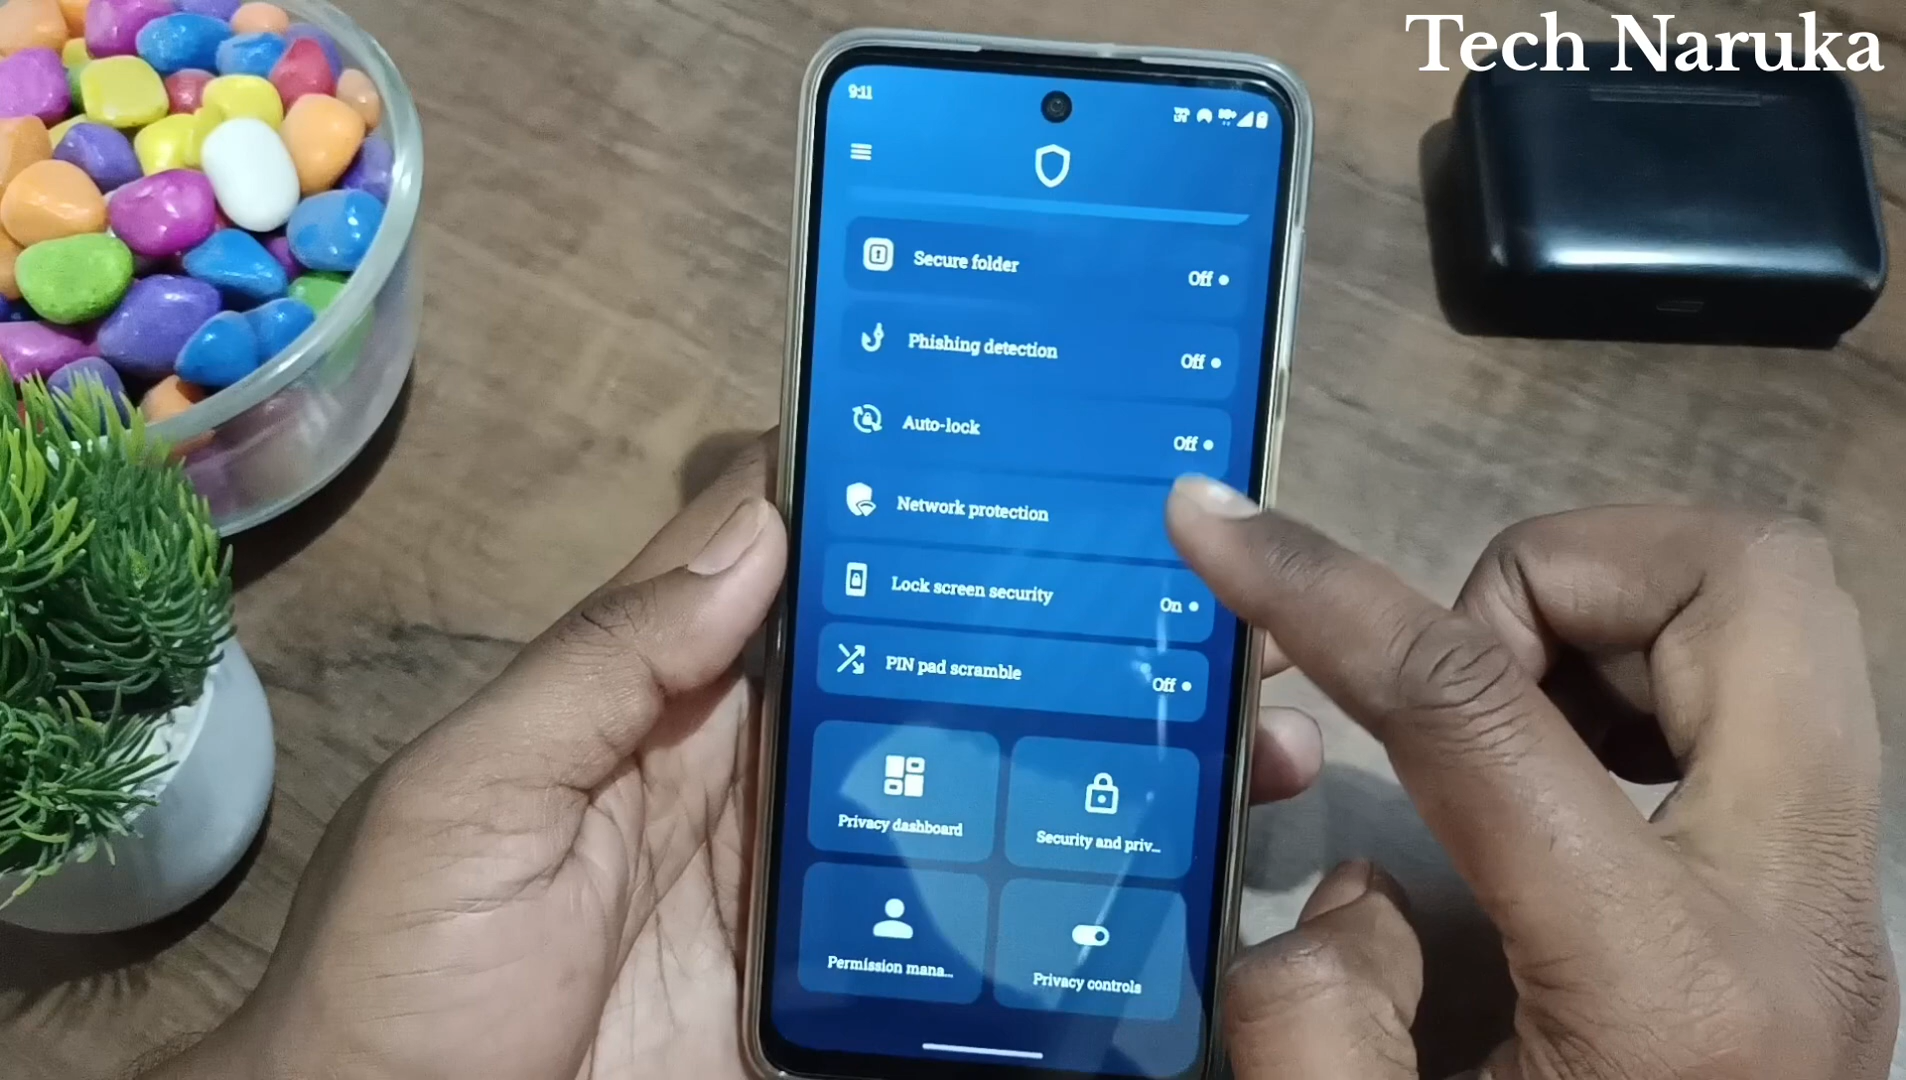 Tech Naruka
9:11
Secure folder
Off
Phishing detection
Off
Auto-lock
Off
Network protection
Lock screen security
On
PIN pad scramble
Off
Privacy dashboard
Security and priv...
Permission mana...
Privacy controls